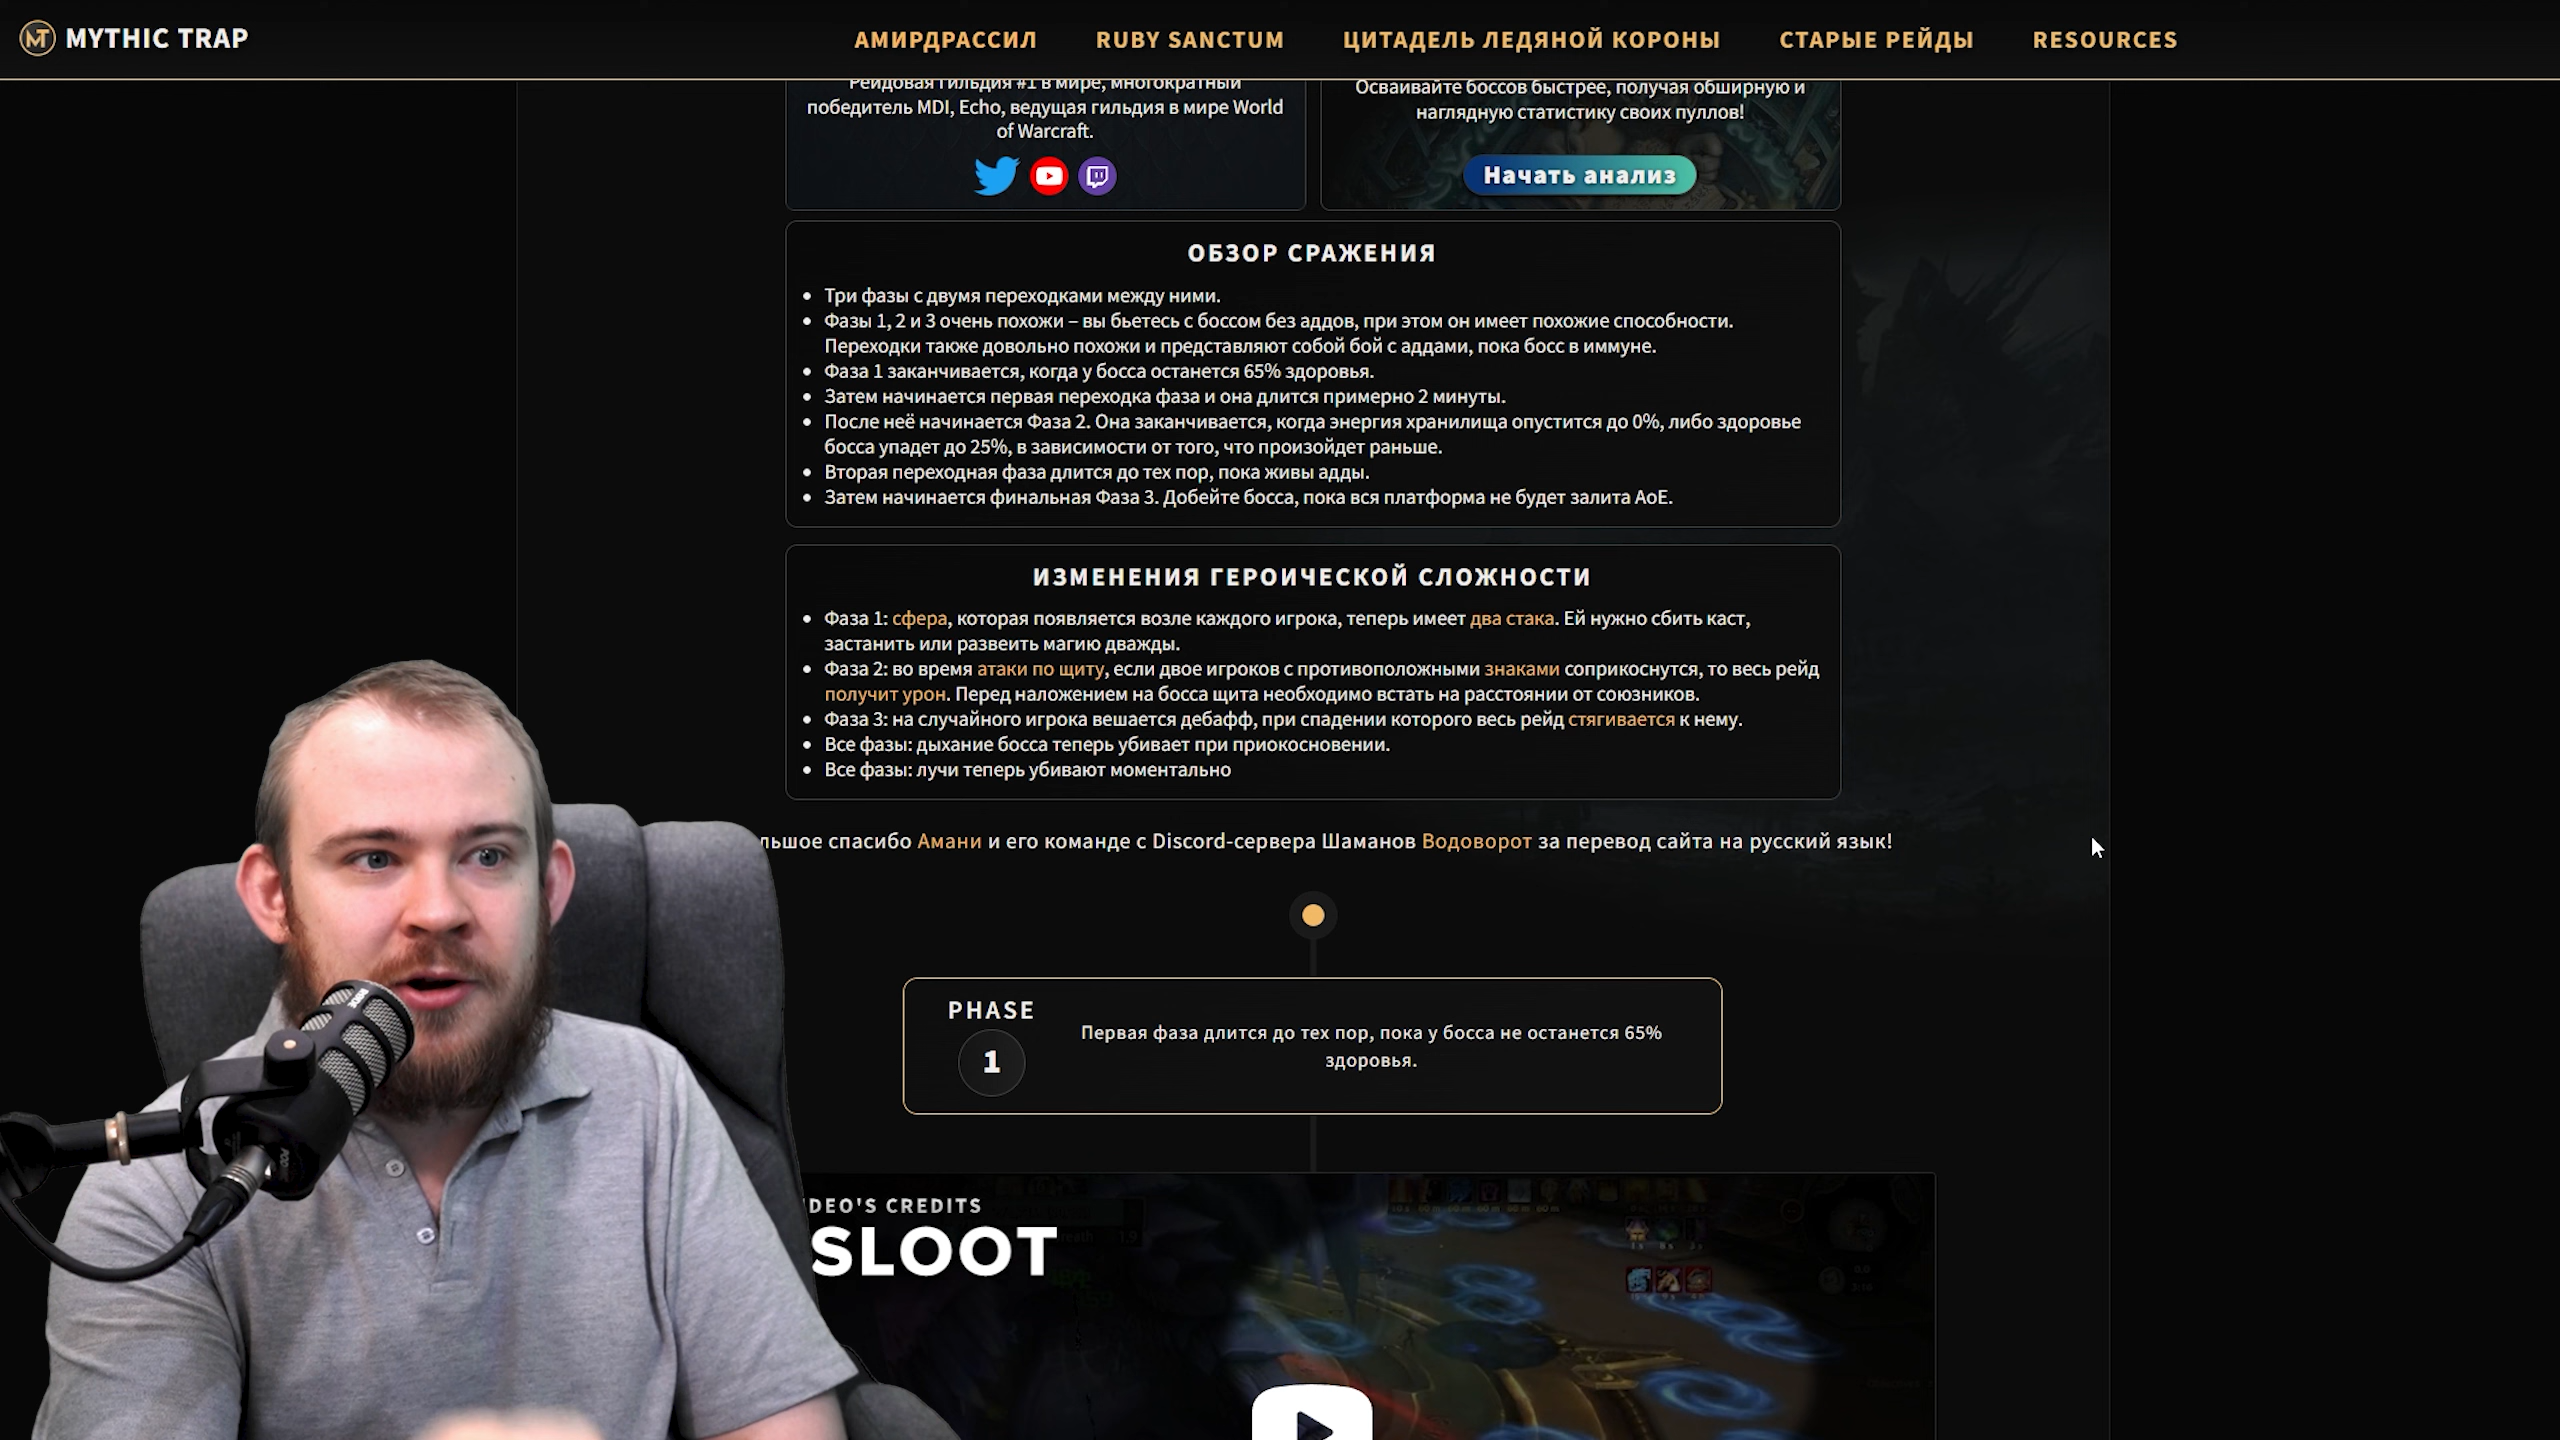 MYTHIC TRAP
АМИРДРАССИЛ
RUBY SANCTUM
ЦИТАДЕЛЬ ЛЕДЯНОЙ КОРОНЫ
СТАРЫЕ РЕЙДЫ
RESOURCES
Рейдовая гильдия #1 в мире, многократный
победитель MDI, Echo, ведущая гильдия в мире World
of Warcraft.
Осваивайте боссов быстрее, получая обширную и
наглядную статистику своих пуллов!
Начать анализ
ОБЗОР СРАЖЕНИЯ
Три фазы с двумя переходками между ними.
Фазы 1, 2 и 3 очень похожи – вы бьетесь с боссом без аддов, при этом он имеет похожие способности.
Переходки также довольно похожи и представляют собой бой с аддами, пока босс в иммуне.
Фаза 1 заканчивается, когда у босса останется 65% здоровья.
Затем начинается первая переходка фаза и она длится примерно 2 минуты.
После неё начинается Фаза 2. Она заканчивается, когда энергия хранилища опустится до 0%, либо здоровье
босса упадет до 25%, в зависимости от того, что произойдет раньше.
Вторая переходная фаза длится до тех пор, пока живы адды.
Затем начинается финальная Фаза 3. Добейте босса, пока вся платформа не будет залита АоЕ.
ИЗМЕНЕНИЯ ГЕРОИЧЕСКОЙ СЛОЖНОСТИ
Фаза 1: сфера, которая появляется возле каждого игрока, теперь имеет два стака. Ей нужно сбить каст,
застанить или развеить магию дважды.
Фаза 2: во время атаки по щиту, если двое игроков с противоположными знаками соприкоснутся, то весь рейд
получит урон. Перед наложением на босса щита необходимо встать на расстоянии от союзников.
Фаза 3: на случайного игрока вешается дебафф, при спадении которого весь рейд стягивается к нему.
Все фазы: дыхание босса теперь убивает при приокосновении.
Все фазы: лучи теперь убивают моментально
льшое спасибо Амани и его команде с Discord-сервера Шаманов Водоворот за перевод сайта на русский язык!
PHASE
1
Первая фаза длится до тех пор, пока у босса не останется 65%
здоровья.
DEO'S CREDITS
SLOOT